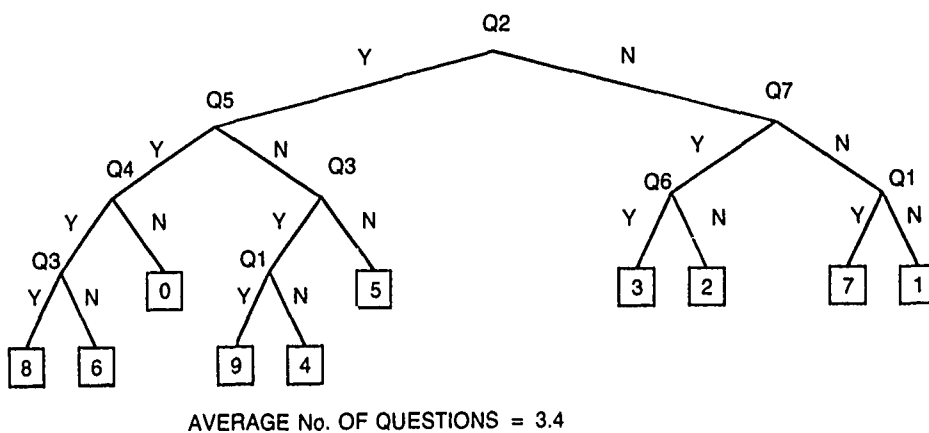 Q2
Y N
Q5 Q7
Y N Y N
Q4 Q3 Q6 Q1
Y N Y N Y N Y N
Q3 0 Q1 5 3 2 7 1
Y N Y N
8 6 9 4
AVERAGE No. OF QUESTIONS = 3.4